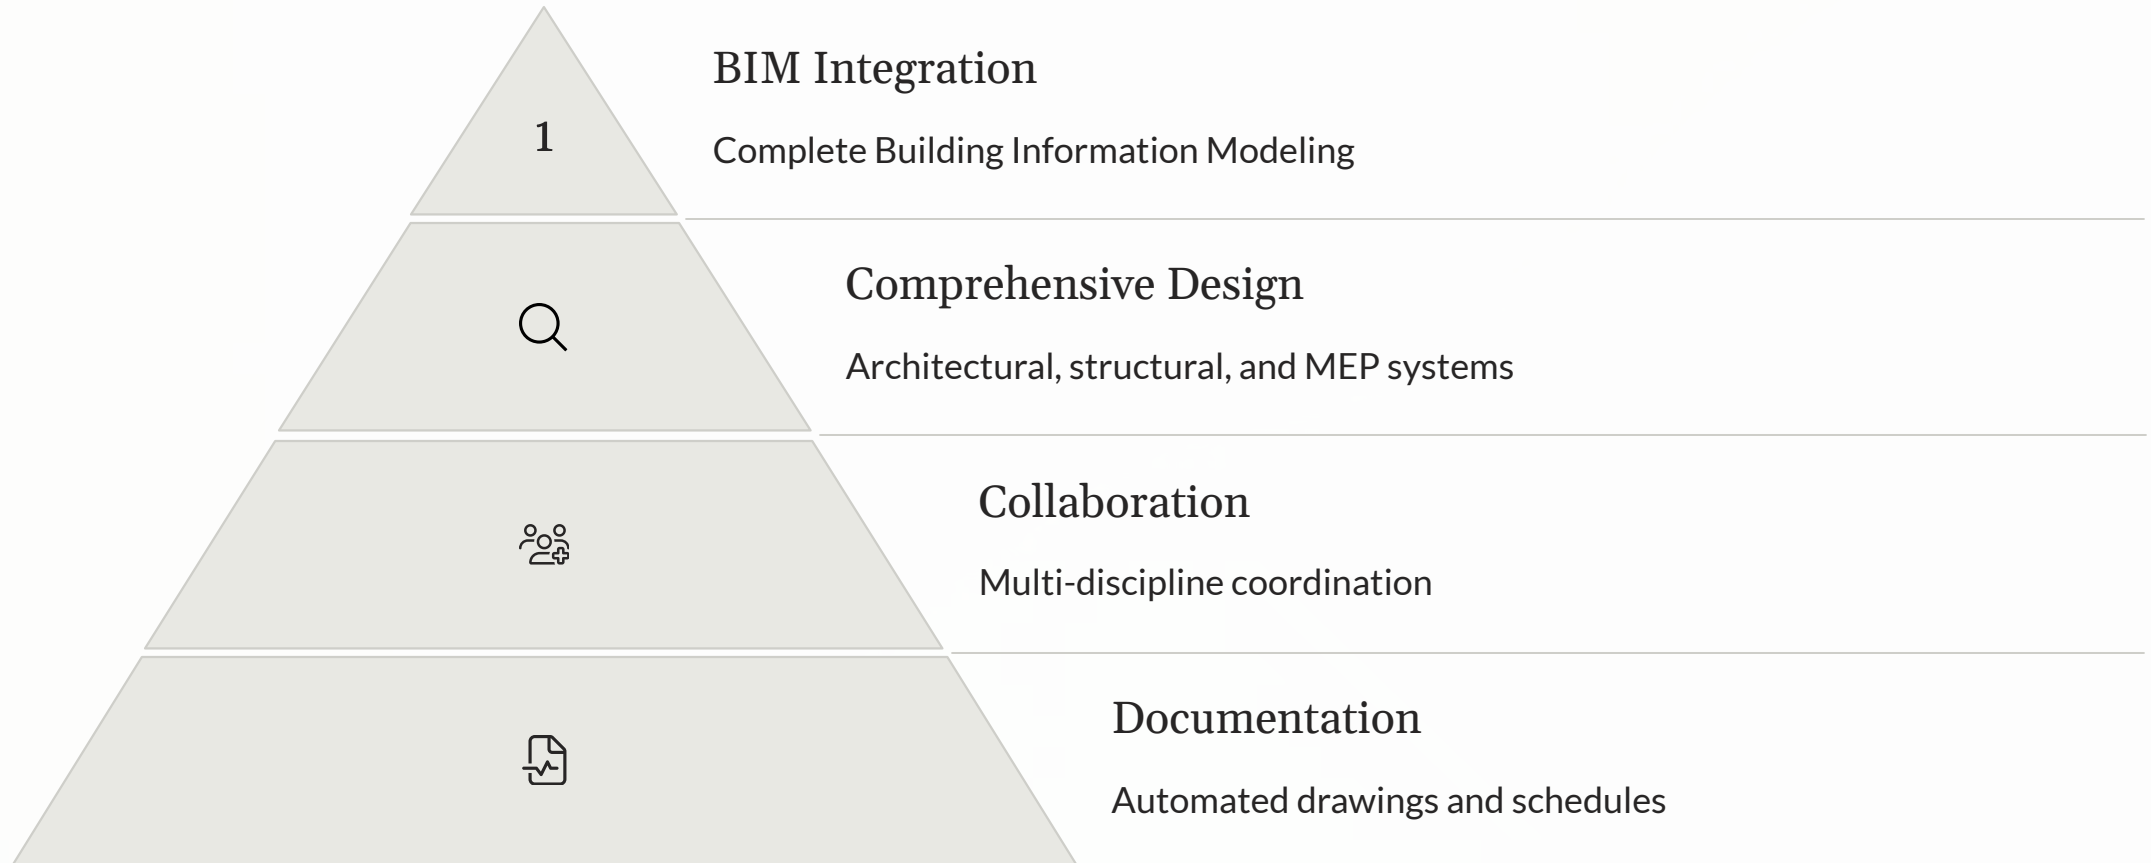 BIM Integration
1
Complete Building Information Modeling
Comprehensive Design
Architectural, structural, and MEP systems
Collaboration
Multi-discipline coordination
Documentation
Automated drawings and schedules